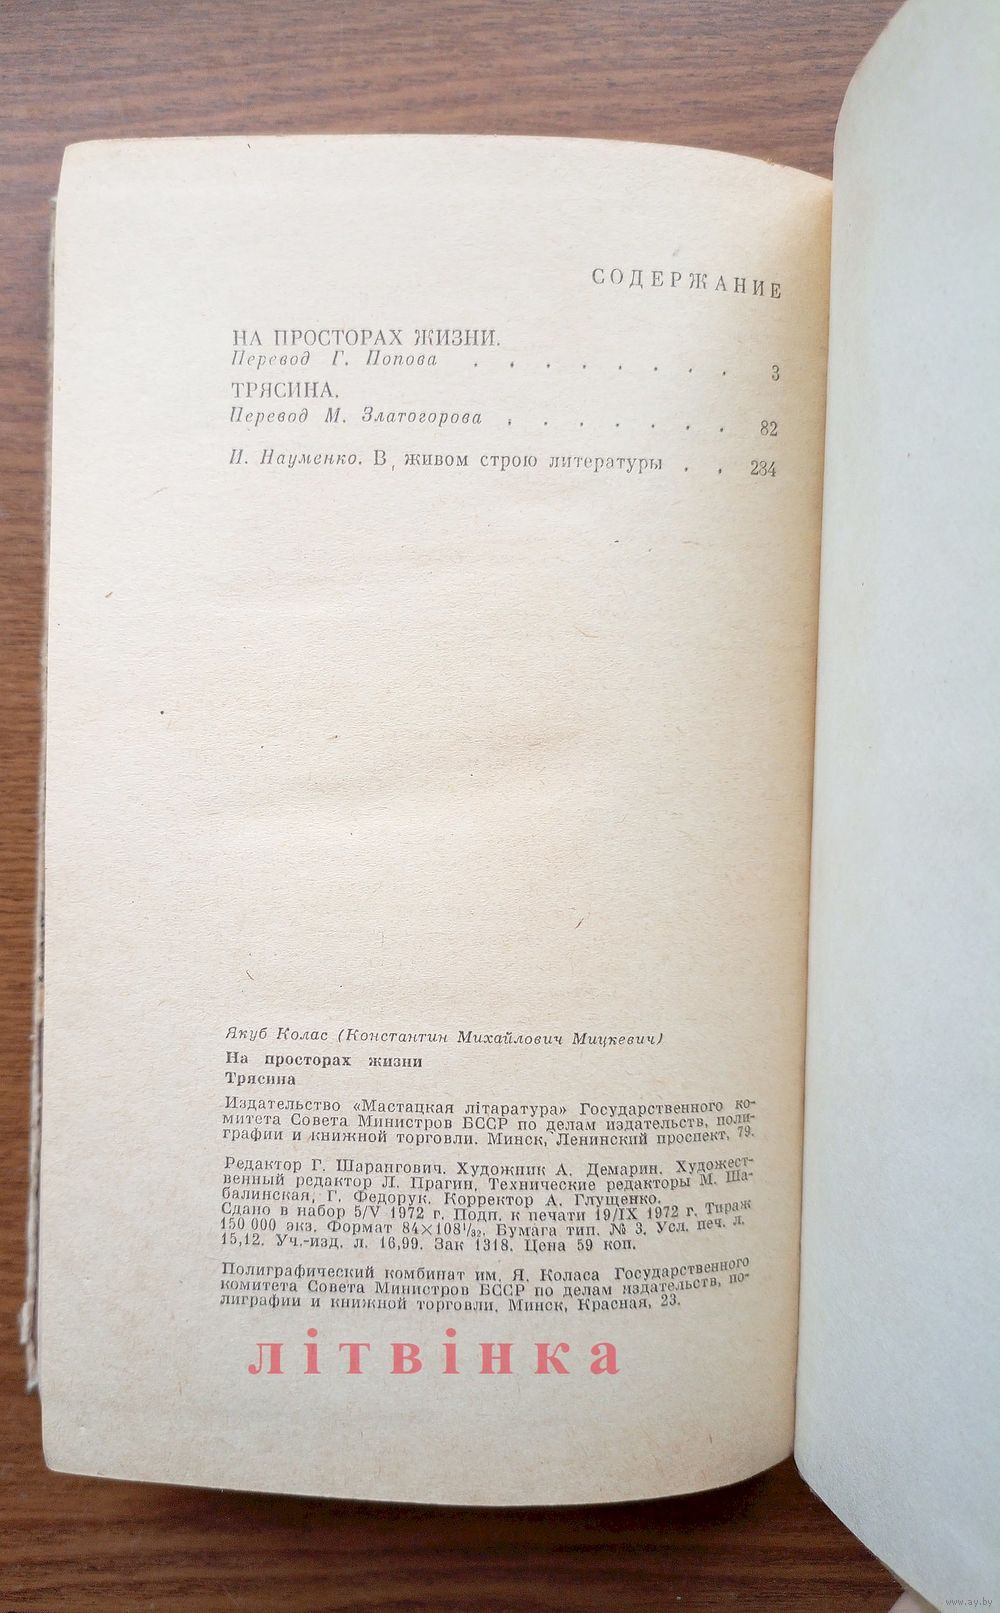 СОДЕРЖАНИЕ
НА ПРОСТОРАХ ЖИЗНИ.
Перевод Г. Попова . . . . . . . . 3
ТРЯСИНА.
Перевод М. Златогорова . . . . . . . 82
И. Науменко. В живом строю литературы . . 234
Якуб Колас (Константин Михайлович Мицкевич)
На просторах жизни
Трясина
Издательство «Мастацкая літаратура» Государственного ко-
митета Совета Министров БССР по делам издательств, поли-
графии и книжной торговли. Минск, Ленинский проспект, 79.
Редактор Г. Шарангович. Художник А. Демарин. Художест-
венный редактор Л. Прагин, Технические редакторы М. Ша-
балинская, Г. Федорук. Корректор А. Глущенко.
Сдано в набор 5/V 1972 г. Подп. к печати 19/IX 1972 г. Тираж
150 000 экз. Формат 84×108¹/₃₂. Бумага тип. № 3. Усл. печ. л.
15,12. Уч.-изд. л. 16,99. Зак 1318. Цена 59 коп.
Полиграфический комбинат им. Я. Коласа Государственного
комитета Совета Министров БССР по делам издательств, по-
лиграфии и книжной торговли. Минск, Красная, 23.
літвінка
www.ay.by